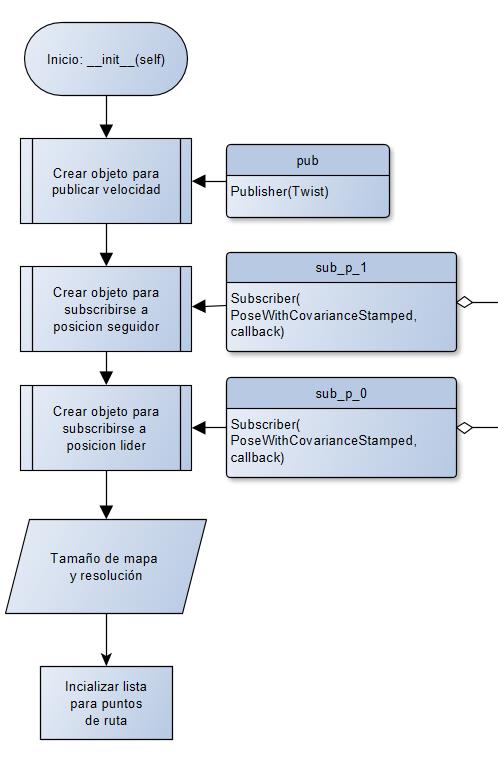 Inicio: __init__(self)
Crear objeto para
publicar velocidad
pub
Publisher(Twist)
Crear objeto para
subscribirse a
posicion seguidor
sub_p_1
Subscriber(
PoseWithCovarianceStamped,
callback)
Crear objeto para
subscribirse a
posicion lider
sub_p_0
Subscriber(
PoseWithCovarianceStamped,
callback)
Tamaño de mapa
y resolución
Incializar lista
para puntos
de ruta